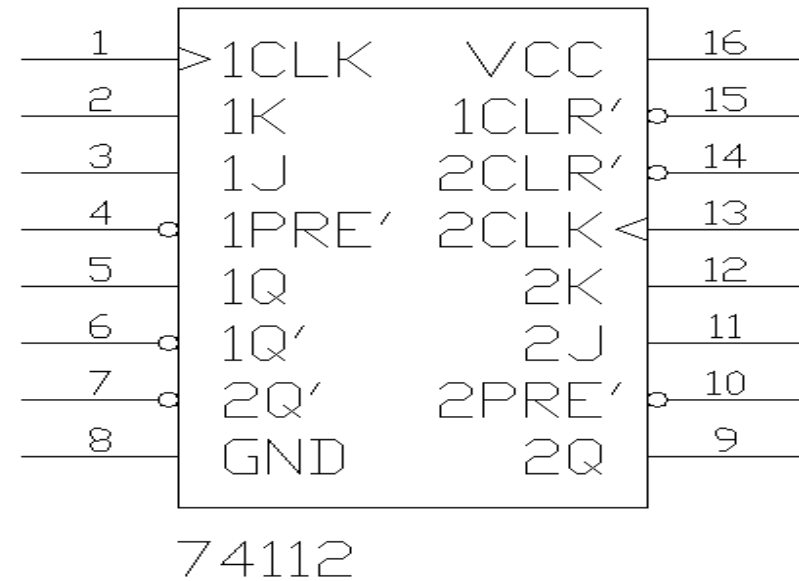 1 1CLK VCC 16
2 1K 1CLR' 15
3 1J 2CLR' 14
4 1PRE' 2CLK 13
5 1Q 2K 12
6 1Q' 2J 11
7 2Q' 2PRE' 10
8 GND 2Q 9
74112